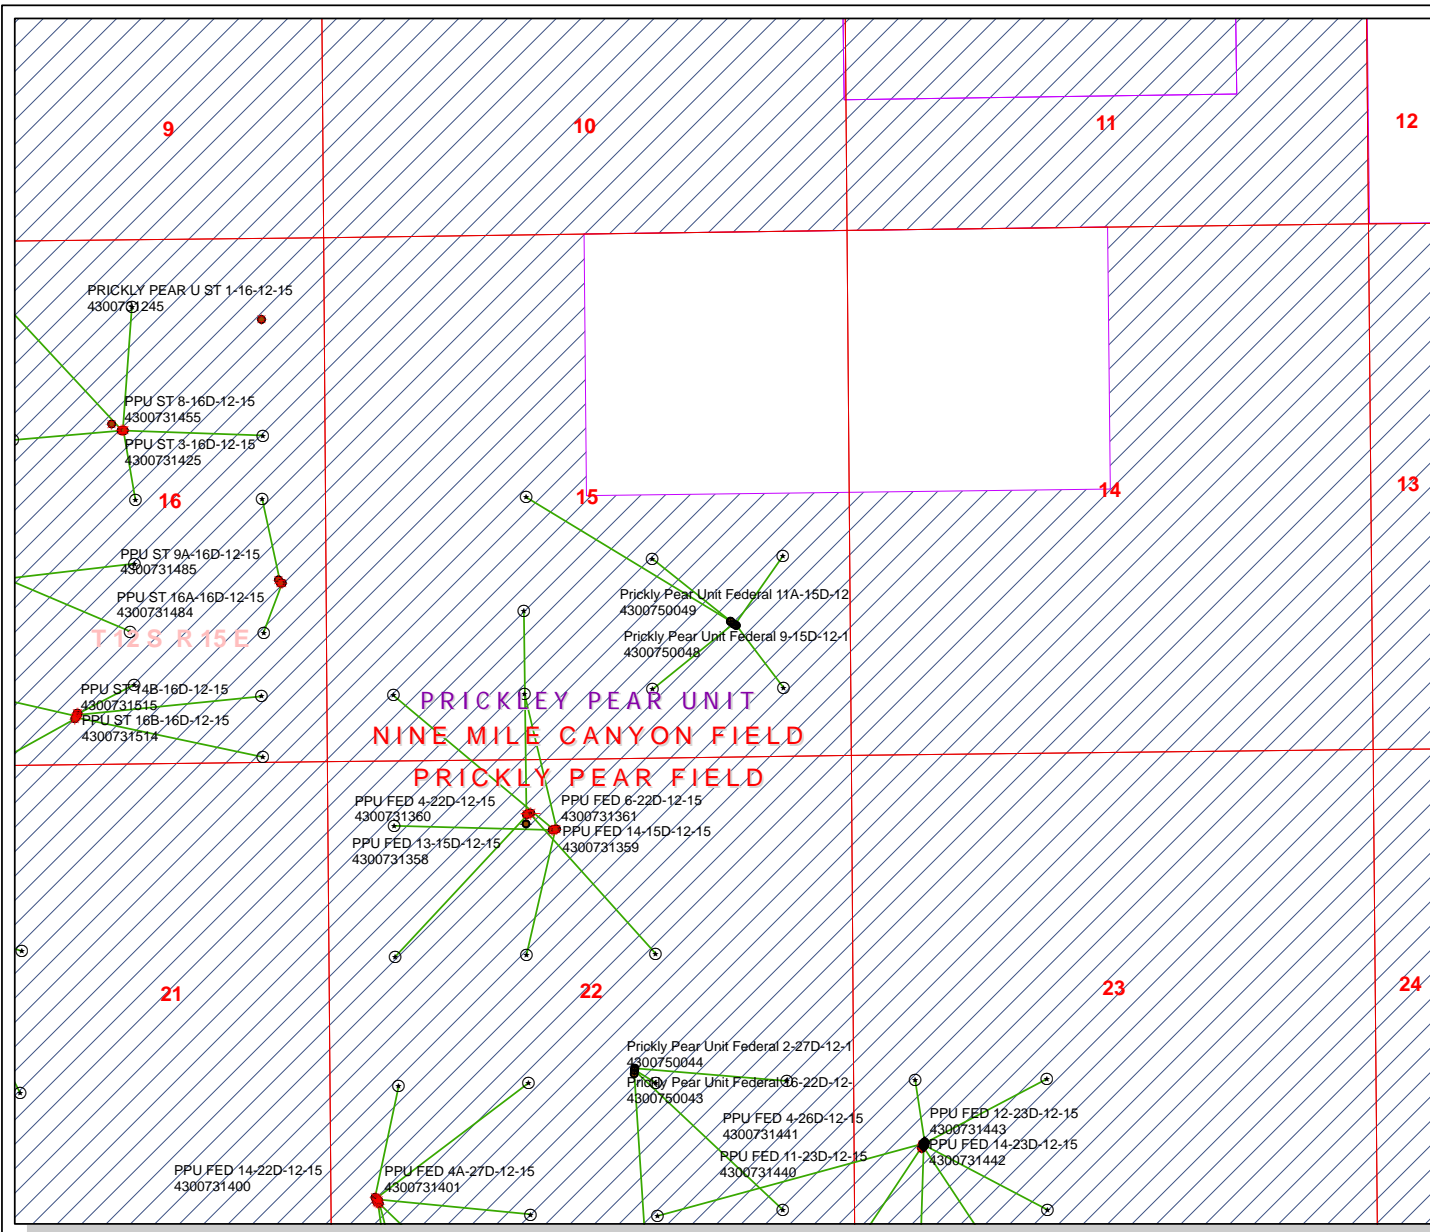 9
10
11
12
PRICKLY PEAR U ST 1-16-12-15
4300731245
PPU ST 8-16D-12-15
4300731455
PPU ST 3-16D-12-15
4300731425
16
15
14
13
PPU ST 9A-16D-12-15
4300731485
PPU ST 16A-16D-12-15
4300731484
T 12 S R 15 E
Prickly Pear Unit Federal 11A-15D-12
4300750049
Prickly Pear Unit Federal 9-15D-12-1
4300750048
PPU ST 14B-16D-12-15
4300731515
PPU ST 16B-16D-12-15
4300731514
PRICKLEY PEAR UNIT
NINE MILE CANYON FIELD
PRICKLY PEAR FIELD
PPU FED 4-22D-12-15
4300731360
PPU FED 6-22D-12-15
4300731361
PPU FED 13-15D-12-15
4300731358
PPU FED 14-15D-12-15
4300731359
21
22
23
24
Prickly Pear Unit Federal 2-27D-12-1
4300750044
Prickly Pear Unit Federal 16-22D-12-
4300750043
PPU FED 4-26D-12-15
4300731441
PPU FED 12-23D-12-15
4300731443
PPU FED 11-23D-12-15
4300731440
PPU FED 14-23D-12-15
4300731442
PPU FED 14-22D-12-15
4300731400
PPU FED 4A-27D-12-15
4300731401